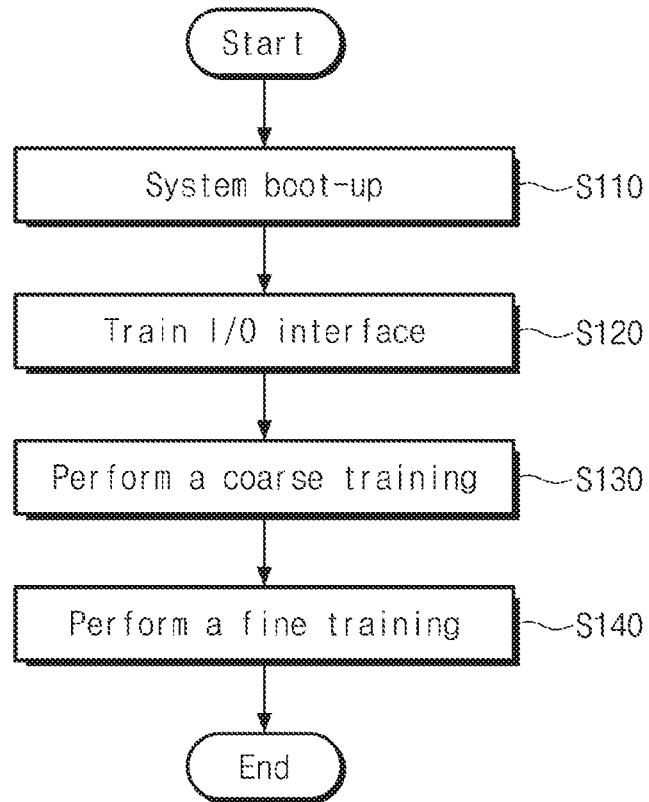 Start
System boot-up
S110
Train I/O interface
S120
Perform a coarse training
S130
Perform a fine training
S140
End